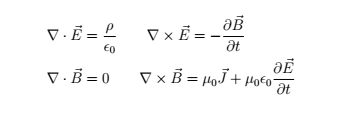 ∇ · E⃗ = ρ/ϵ₀  ∇ × E⃗ = −∂B⃗/∂t
∇ · B⃗ = 0  ∇ × B⃗ = μ₀J⃗ + μ₀ϵ₀ ∂E⃗/∂t